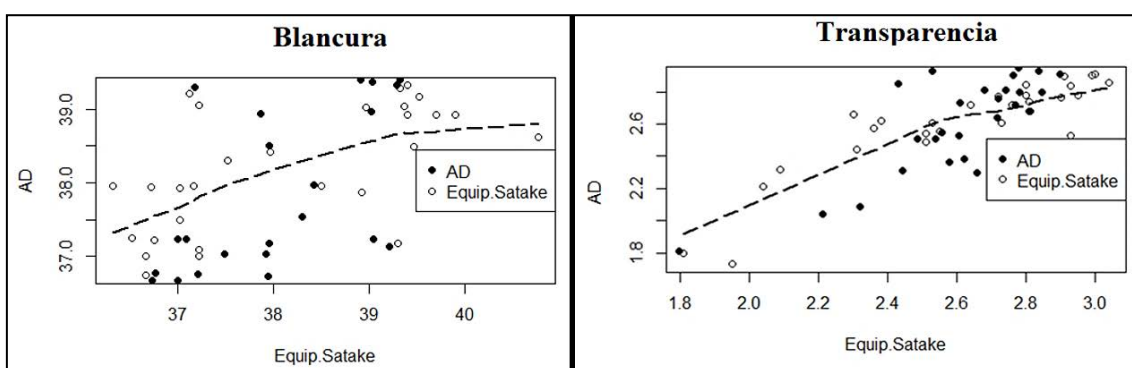 Blancura
AD
39.0
38.0
37.0
AD
Equip.Satake
37 38 39 40
Equip.Satake
Transparencia
AD
2.6
2.2
1.8
AD
Equip.Satake
1.8 2.0 2.2 2.4 2.6 2.8 3.0
Equip.Satake